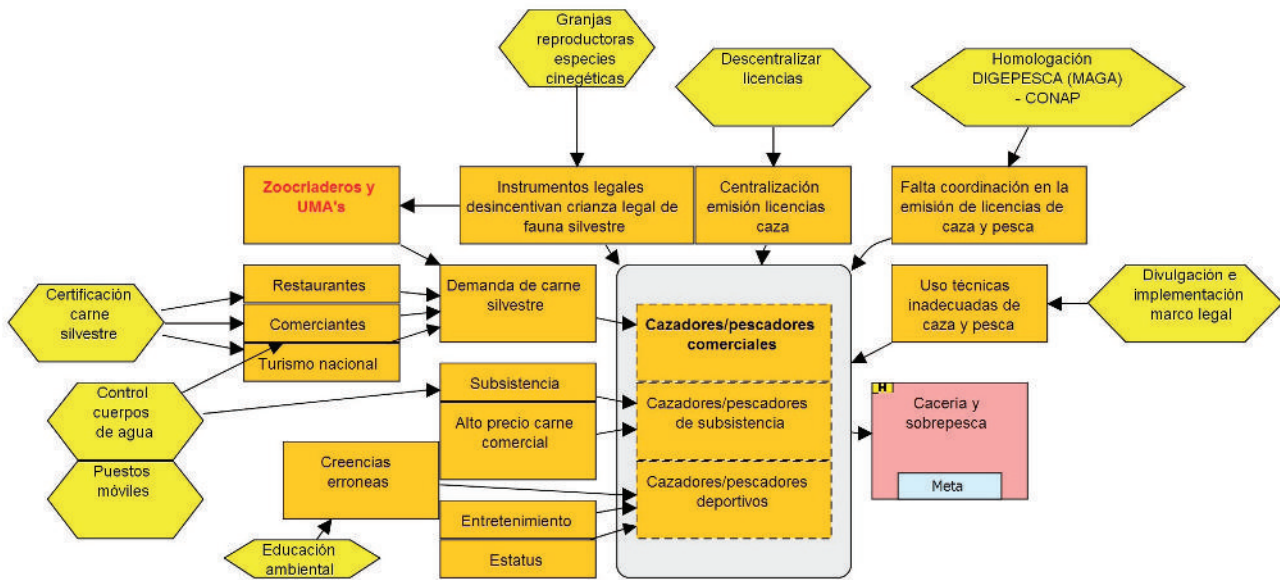 Granjas
reproductoras
especies
cinegéticas
Descentralizar
licencias
Homologación
DIGEPESCA (MAGA)
- CONAP
Zoocriaderos y
UMA's
Instrumentos legales
desincentivan crianza legal de
fauna silvestre
Centralización
emisión licencias
caza
Falta coordinación en la
emisión de licencias de
caza y pesca
Certificación
carne
silvestre
Restaurantes
Comerciantes
Turismo nacional
Demanda de carne
silvestre
Cazadores/pescadores
comerciales
Uso técnicas
inadecuadas de
caza y pesca
Divulgación e
implementación
marco legal
Control
cuerpos
de agua
Puestos
móviles
Subsistencia
Alto precio carne
comercial
Cazadores/pescadores
de subsistencia
H
Caceria y
sobrepesca
Meta
Creencias
erroneas
Cazadores/pescadores
deportivos
Entretenimiento
Estatus
Educación
ambiental